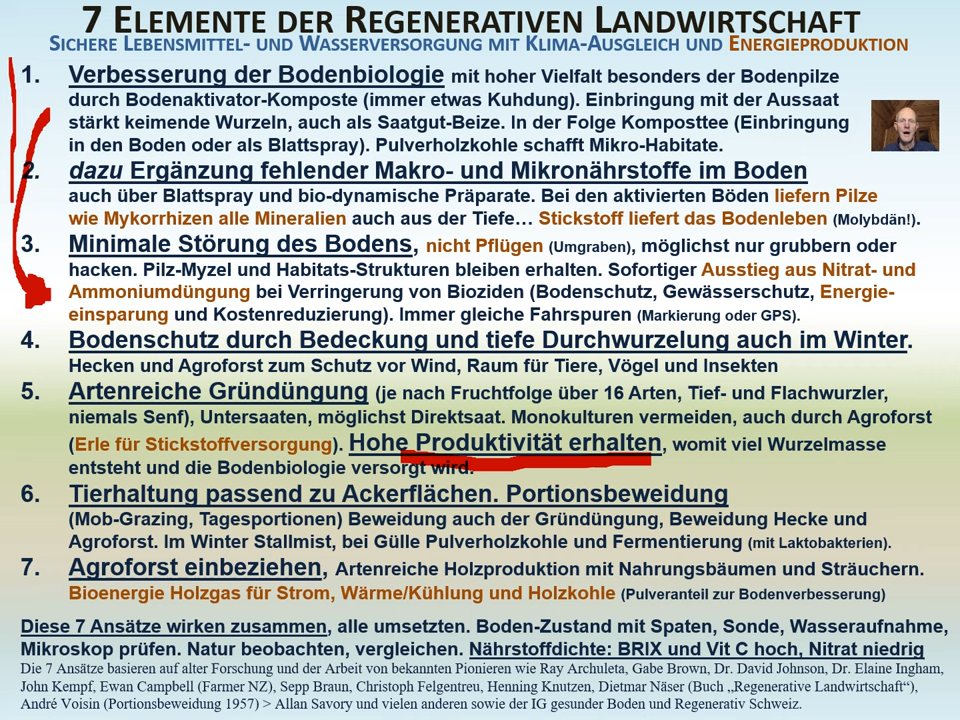 7 Elemente der Regenerativen Landwirtschaft
Sichere Lebensmittel- und Wasserversorgung mit Klima-Ausgleich und Energieproduktion
1. Verbesserung der Bodenbiologie mit hoher Vielfalt besonders der Bodenpilze
durch Bodenaktivator-Komposte (immer etwas Kuhdung). Einbringung mit der Aussaat
stärkt keimende Wurzeln, auch als Saatgut-Beize. In der Folge Komposttee (Einbringung
in den Boden oder als Blattspray). Pulverholzkohle schafft Mikro-Habitate.
2. dazu Ergänzung fehlender Makro- und Mikronährstoffe im Boden
auch über Blattspray und bio-dynamische Präparate. Bei den aktivierten Böden liefern Pilze
wie Mykorrhizen alle Mineralien auch aus der Tiefe… Stickstoff liefert das Bodenleben (Molybdän!).
3. Minimale Störung des Bodens, nicht Pflügen (Umgraben), möglichst nur grubbern oder
hacken. Pilz-Myzel und Habitats-Strukturen bleiben erhalten. Sofortiger Ausstieg aus Nitrat- und
Ammoniumdüngung bei Verringerung von Bioziden (Bodenschutz, Gewässerschutz, Energie-
einsparung und Kostenreduzierung). Immer gleiche Fahrspuren (Markierung oder GPS).
4. Bodenschutz durch Bedeckung und tiefe Durchwurzelung auch im Winter.
Hecken und Agroforst zum Schutz vor Wind, Raum für Tiere, Vögel und Insekten
5. Artenreiche Gründüngung (je nach Fruchtfolge über 16 Arten, Tief- und Flachwurzler,
niemals Senf), Untersaaten, möglichst Direktsaat. Monokulturen vermeiden, auch durch Agroforst
(Erle für Stickstoffversorgung). Hohe Produktivität erhalten, womit viel Wurzelmasse
entsteht und die Bodenbiologie versorgt wird.
6. Tierhaltung passend zu Ackerflächen. Portionsbeweidung
(Mob-Grazing, Tagesportionen) Beweidung auch der Gründüngung, Beweidung Hecke und
Agroforst. Im Winter Stallmist, bei Gülle Pulverholzkohle und Fermentierung (mit Laktobakterien).
7. Agroforst einbeziehen, Artenreiche Holzproduktion mit Nahrungsbäumen und Sträuchern.
Bioenergie Holzgas für Strom, Wärme/Kühlung und Holzkohle (Pulveranteil zur Bodenverbesserung)
Diese 7 Ansätze wirken zusammen, alle umsetzten. Boden-Zustand mit Spaten, Sonde, Wasseraufnahme,
Mikroskop prüfen. Natur beobachten, vergleichen. Nährstoffdichte: BRIX und Vit C hoch, Nitrat niedrig
Die 7 Ansätze basieren auf alter Forschung und der Arbeit von bekannten Pionieren wie Ray Archuleta, Gabe Brown, Dr. David Johnson, Dr. Elaine Ingham,
John Kempf, Ewan Campbell (Farmer NZ), Sepp Braun, Christoph Felgentreu, Henning Knutzen, Dietmar Näser (Buch „Regenerative Landwirtschaft“),
André Voisin (Portionsbeweidung 1957) > Allan Savory und vielen anderen sowie der IG gesunder Boden und Regenerativ Schweiz.